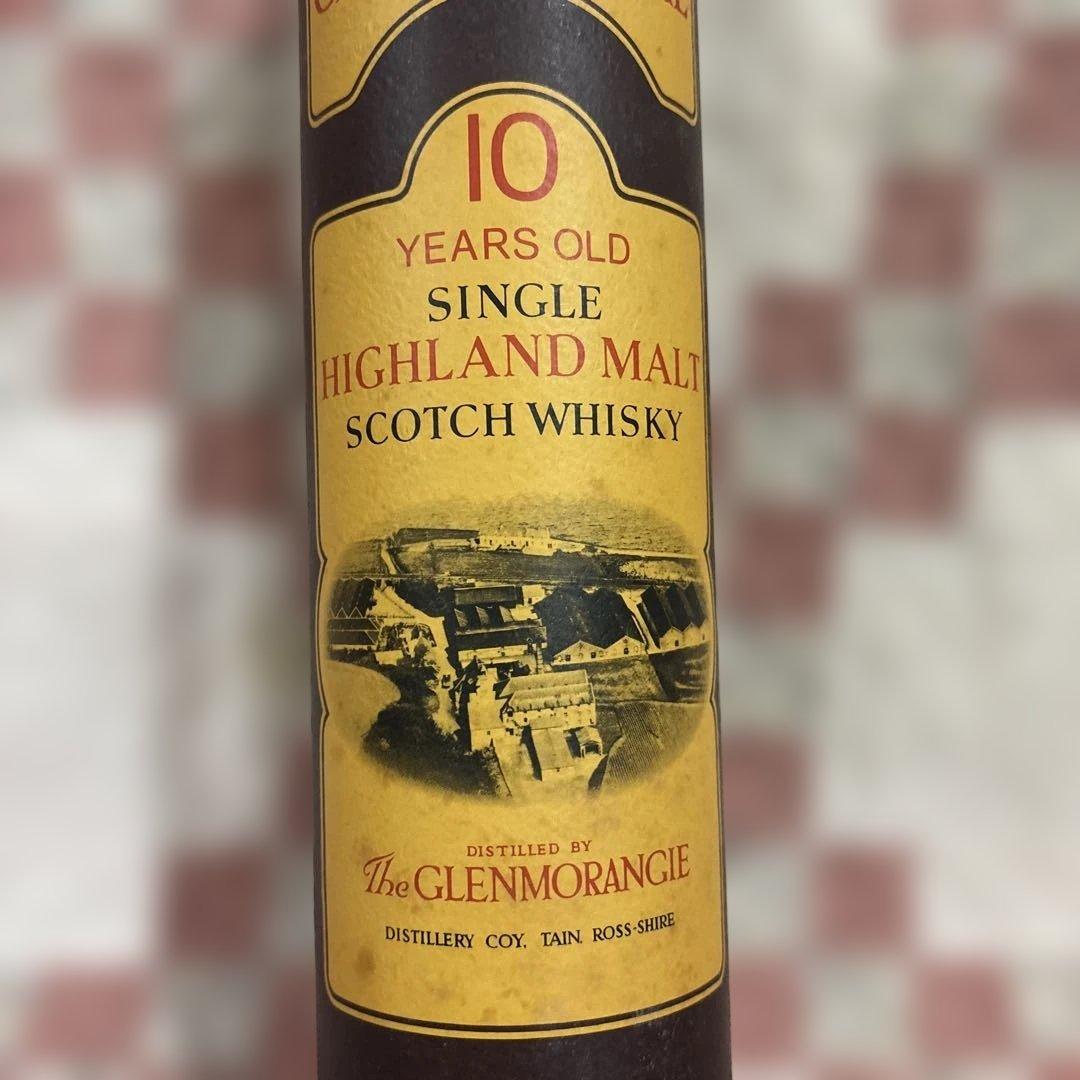 10
YEARS OLD
SINGLE
HIGHLAND MALT
SCOTCH WHISKY
DISTILLED BY
The GLENMORANGIE
DISTILLERY COY. TAIN. ROSS-SHIRE